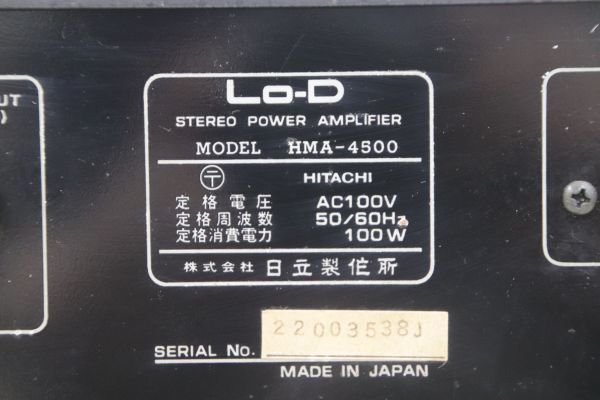 UT
)
Lo-D
STEREO POWER AMPLIFIER
MODEL HMA-4500
〒 HITACHI
定格電圧 AC100V
定格周波数 50/60Hz
定格消費電力 100W
株式会社 日立製作所
SERIAL No. 22003538J
MADE IN JAPAN